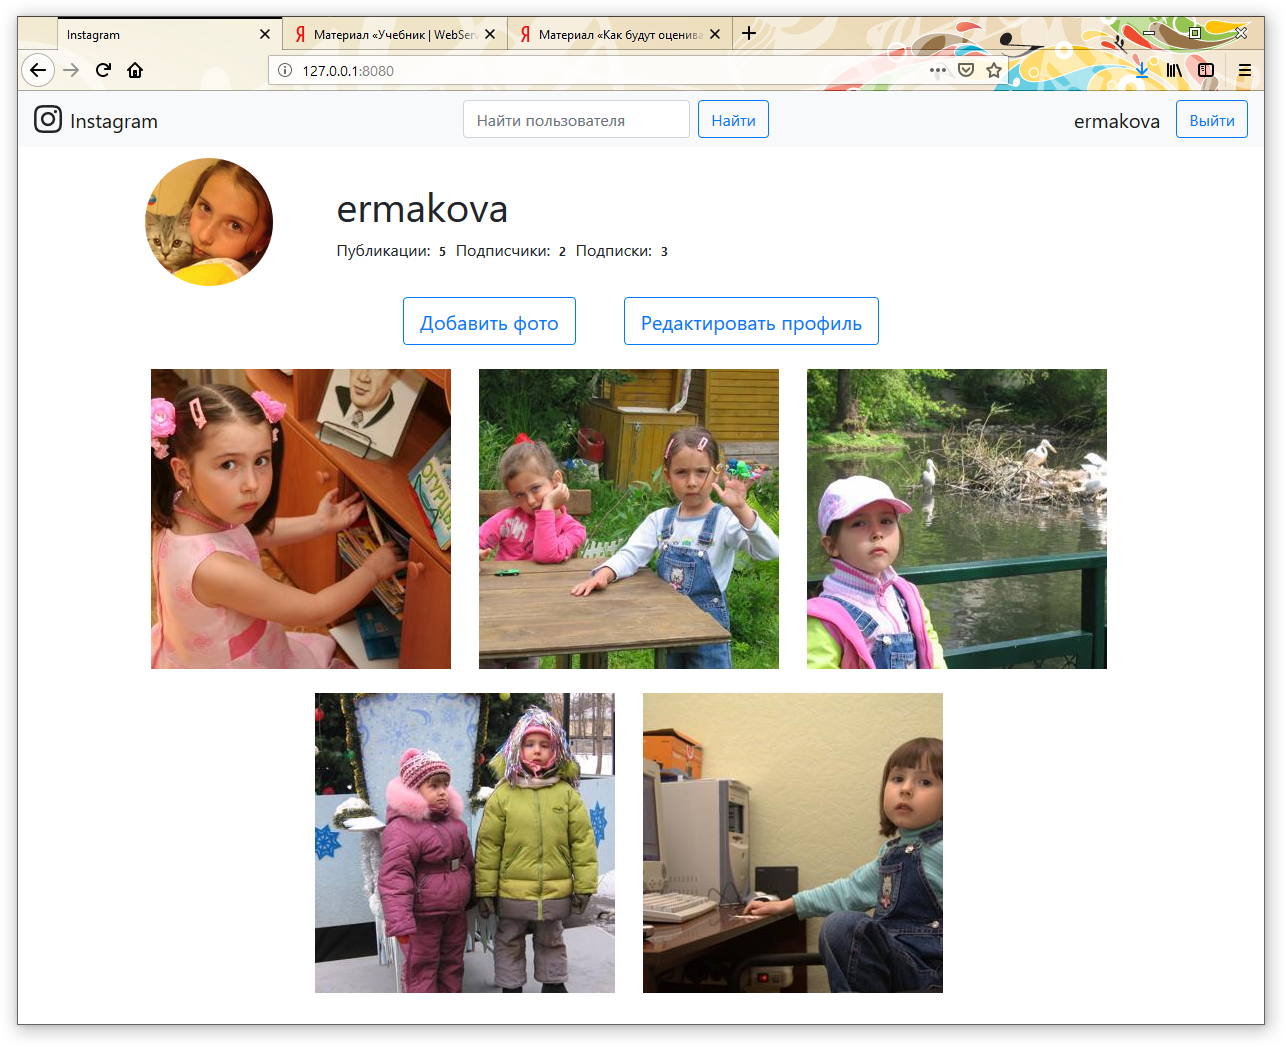 Instagram
Материал «Учебник | WebSer
Материал «Как будут оценива
127.0.0.1:8080
Instagram
Найти пользователя
Найти
ermakova
Выйти
ermakova
Публикации: 5 Подписчики: 2 Подписки: 3
Добавить фото
Редактировать профиль